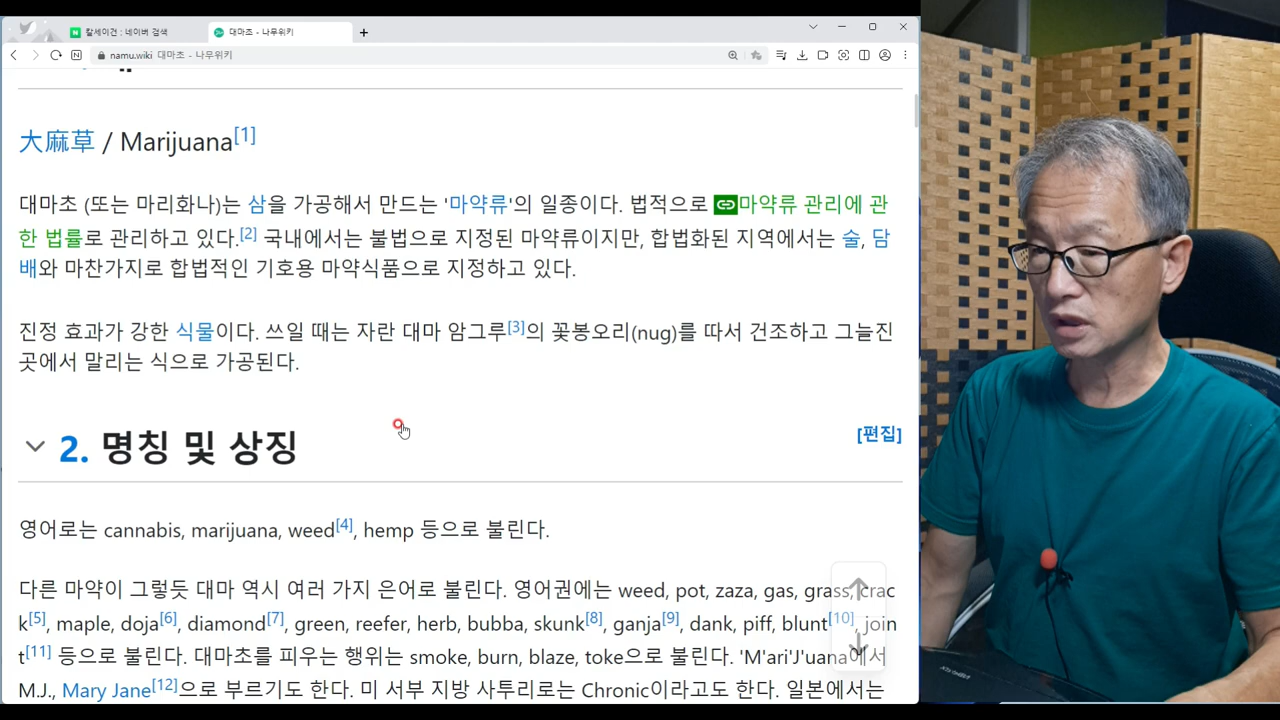 칼세이건 : 네이버 검색
대마초 - 나무위키
namu.wiki 대마초 - 나무위키
大麻草 / Marijuana[1]
대마초 (또는 마리화나)는 삼을 가공해서 만드는 '마약류'의 일종이다. 법적으로 마약류 관리에 관
한 법률로 관리하고 있다.[2] 국내에서는 불법으로 지정된 마약류이지만, 합법화된 지역에서는 술, 담
배와 마찬가지로 합법적인 기호용 마약식품으로 지정하고 있다.
진정 효과가 강한 식물이다. 쓰일 때는 자란 대마 암그루[3]의 꽃봉오리(nug)를 따서 건조하고 그늘진
곳에서 말리는 식으로 가공된다.
2. 명칭 및 상징
[편집]
영어로는 cannabis, marijuana, weed[4], hemp 등으로 불린다.
다른 마약이 그렇듯 대마 역시 여러 가지 은어로 불린다. 영어권에는 weed, pot, zaza, gas, grass, crac
k[5], maple, doja[6], diamond[7], green, reefer, herb, bubba, skunk[8], ganja[9], dank, piff, blunt[10], join
t[11] 등으로 불린다. 대마초를 피우는 행위는 smoke, burn, blaze, toke으로 불린다. 'M'ari'J'uana에서
M.J., Mary Jane[12]으로 부르기도 한다. 미 서부 지방 사투리로는 Chronic이라고도 한다. 일본에서는